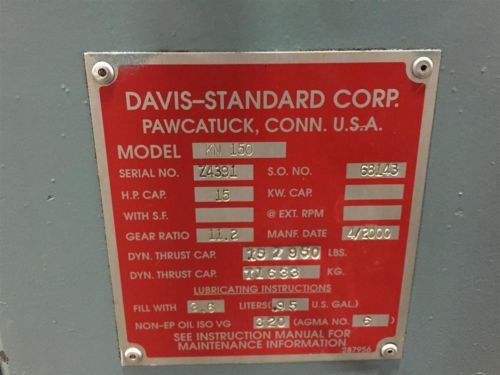 DAVIS-STANDARD CORP.
PAWCATUCK, CONN. U.S.A.
MODEL KN 150
SERIAL NO. Z4391 S.O. NO. 68143
H.P. CAP. 15 KW. CAP.
WITH S.F. @ EXT. RPM
GEAR RATIO 11.2 MANF. DATE 4/2000
DYN. THRUST CAP. 157950 LBS.
DYN. THRUST CAP. 71633 KG.
LUBRICATING INSTRUCTIONS
FILL WITH 3.6 LITERS (.95 U.S. GAL.)
NON-EP OIL ISO VG 320 (AGMA NO. 6 )
SEE INSTRUCTION MANUAL FOR
MAINTENANCE INFORMATION
287956